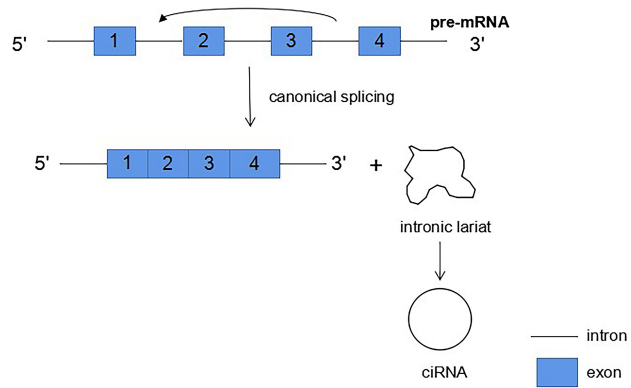 pre-mRNA
5' 1 2 3 4 3'
canonical splicing
5' 1 2 3 4 3' +
intronic lariat
ciRNA
intron
exon